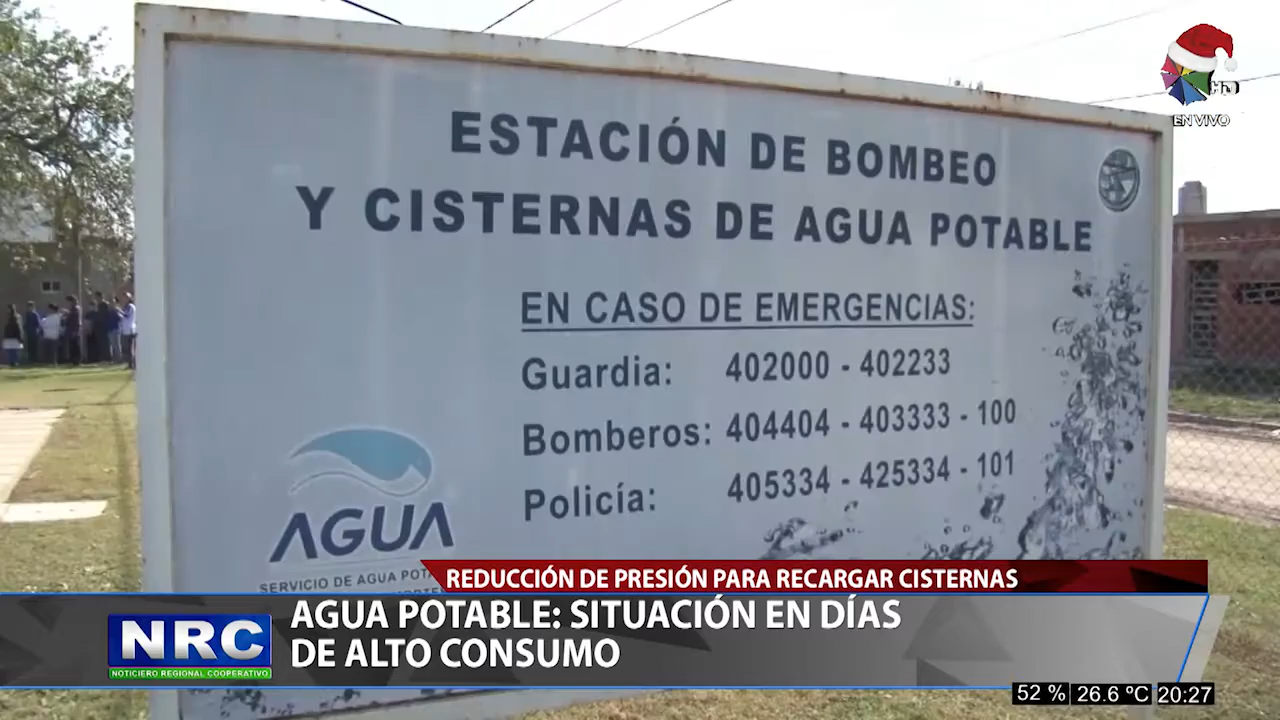 EN VIVO
ESTACIÓN DE BOMBEO
Y CISTERNAS DE AGUA POTABLE
EN CASO DE EMERGENCIAS:
Guardia: 402000 - 402233
Bomberos: 404404 - 403333 - 100
Policía: 405334 - 425334 - 101
AGUA
SERVICIO DE AGUA
REDUCCIÓN DE PRESIÓN PARA RECARGAR CISTERNAS
AGUA POTABLE: SITUACIÓN EN DÍAS
DE ALTO CONSUMO
NRC
NOTICIERO REGIONAL COOPERATIVO
52 % 26.6 ºC 20:27